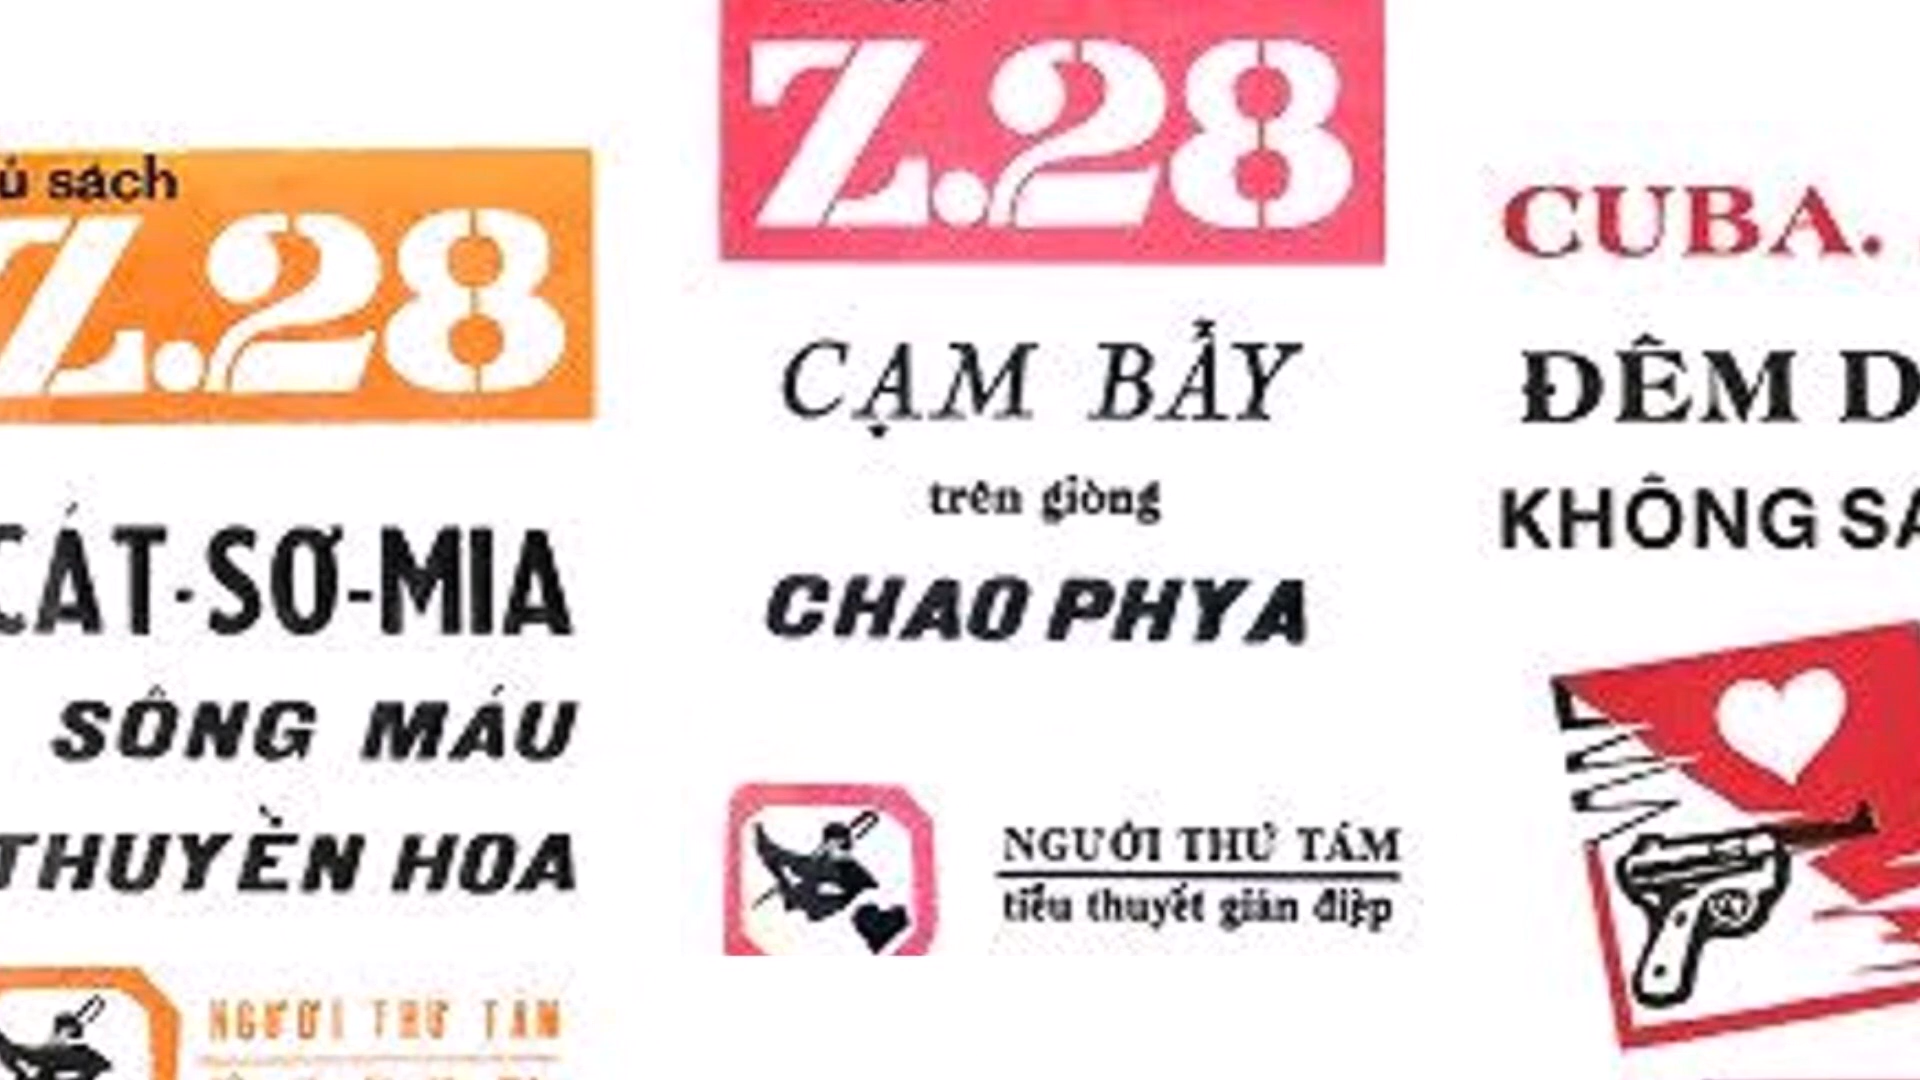 sách
Z.28
CÁT-SƠ-MIA
SÔNG MÁU
THUYỀN HOA
NGƯỜI THỨ TÁM
Z.28
CẠM BẪY
trên giòng
CHAO PHYA
NGƯỜI THỨ TÁM
tiểu thuyết gián điệp
CUBA.
ĐÊM
KHÔNG